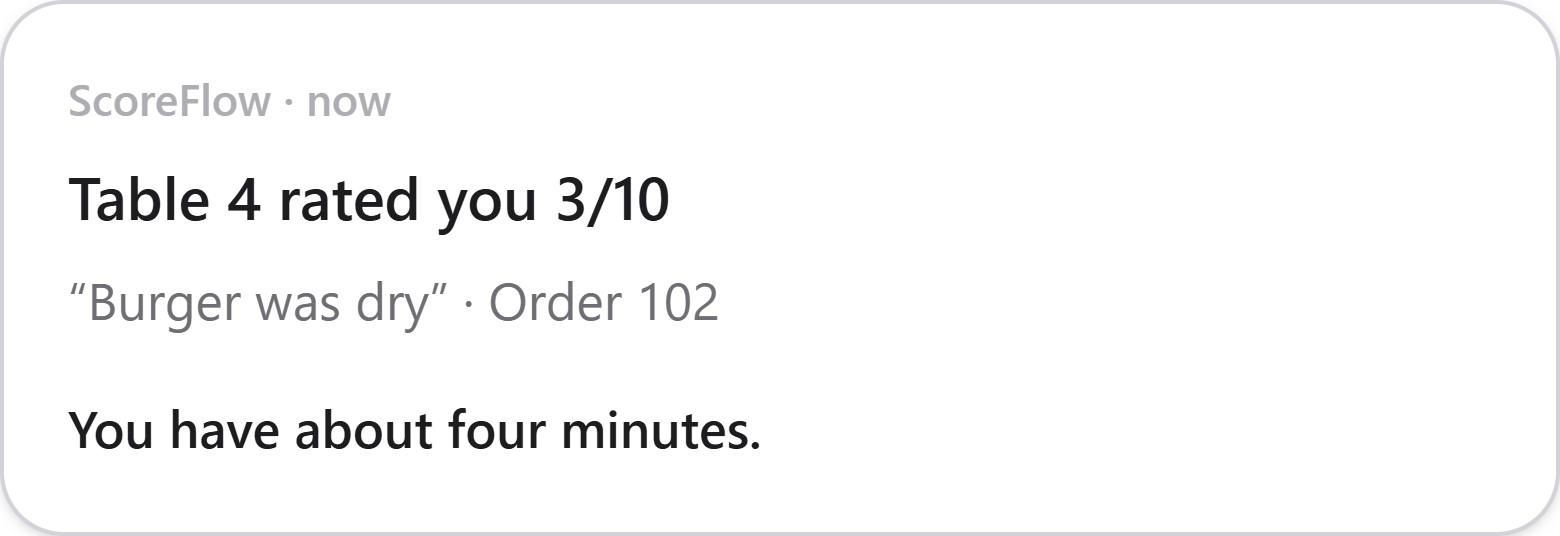 ScoreFlow · now
Table 4 rated you 3/10
“Burger was dry” · Order 102
You have about four minutes.